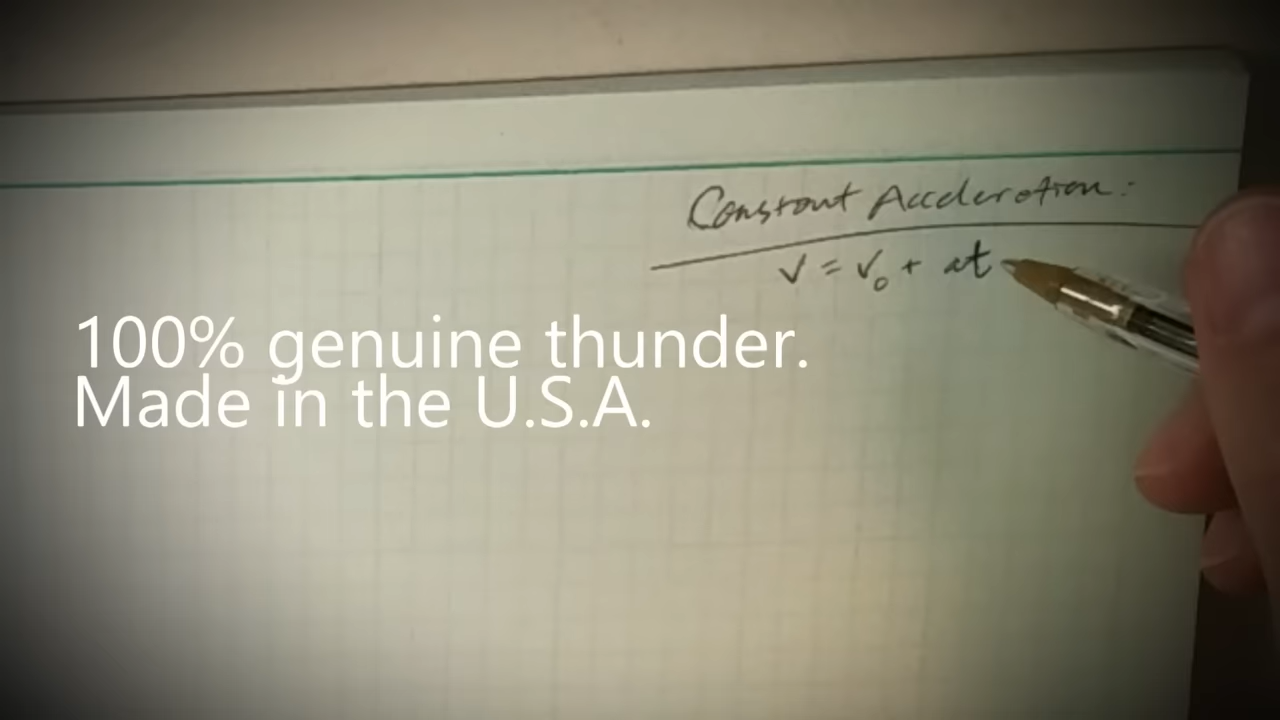 Constant Acceleration:
v = v₀ + at
100% genuine thunder.
Made in the U.S.A.